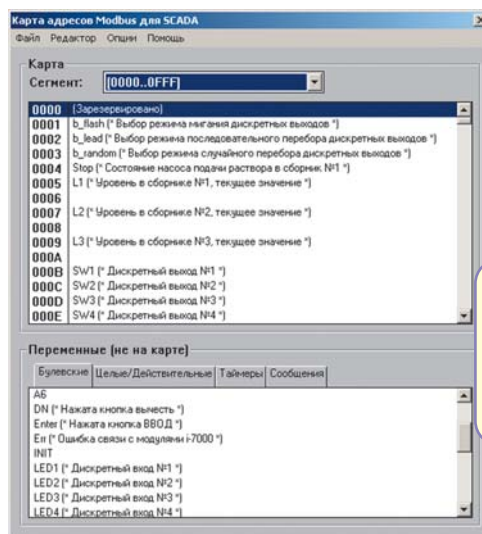 Карта адресов Modbus для SCADA
Файл Редактор Опции Помощь
Карта
Сегмент: [0000..0FFF]
0000 (Зарезервировано)
0001 b_flash (* Выбор режима мигания дискретных выходов *)
0002 b_lead (* Выбор режима последовательного перебора дискретных выходов *)
0003 b_random (* Выбор режима случайного перебора дискретных выходов *)
0004 Stop (* Состояние насоса подачи раствора в сборник №1 *)
0005 L1 (* Уровень в сборнике №1, текущее значение *)
0006
0007 L2 (* Уровень в сборнике №2, текущее значение *)
0008
0009 L3 (* Уровень в сборнике №3, текущее значение *)
000A
000B SW1 (* Дискретный выход №1 *)
000C SW2 (* Дискретный выход №2 *)
000D SW3 (* Дискретный выход №3 *)
000E SW4 (* Дискретный выход №4 *)
Переменные (не на карте)
Булевские Целые/Действительные Таймеры Сообщения
A6
DN (* Нажата кнопка вычесть *)
Enter (* Нажата кнопка ВВОД *)
Err (* Ошибка связи с модулями i-7000 *)
INIT
LED1 (* Дискретный вход №1 *)
LED2 (* Дискретный вход №2 *)
LED3 (* Дискретный вход №3 *)
LED4 (* Дискретный вход №4 *)